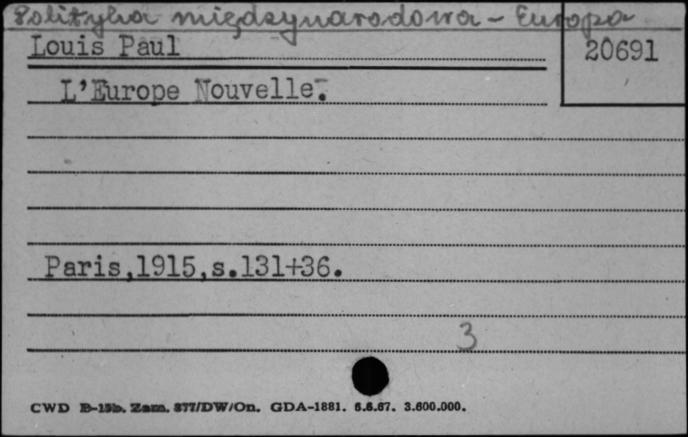 Polityka międzynarodowa - Europa
Louis Paul
20691
L'Europe Nouvelle.
Paris,1915,s.131+36.
3
CWD B-15b. Zam. 877/DW/On. GDA-1881. 6.6.67. 3.600.000.